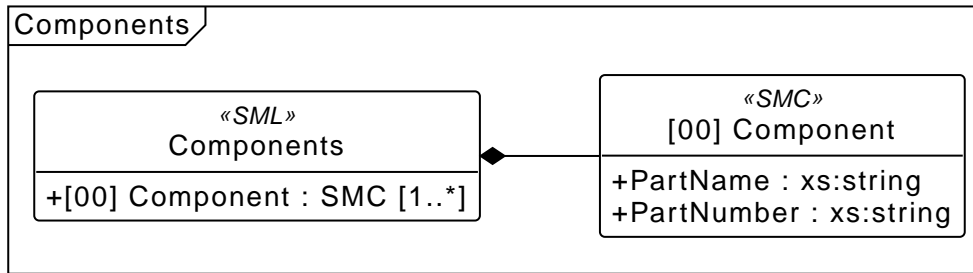 Components
«SML»
Components
+[00] Component : SMC [1..*]
«SMC»
[00] Component
+PartName : xs:string
+PartNumber : xs:string